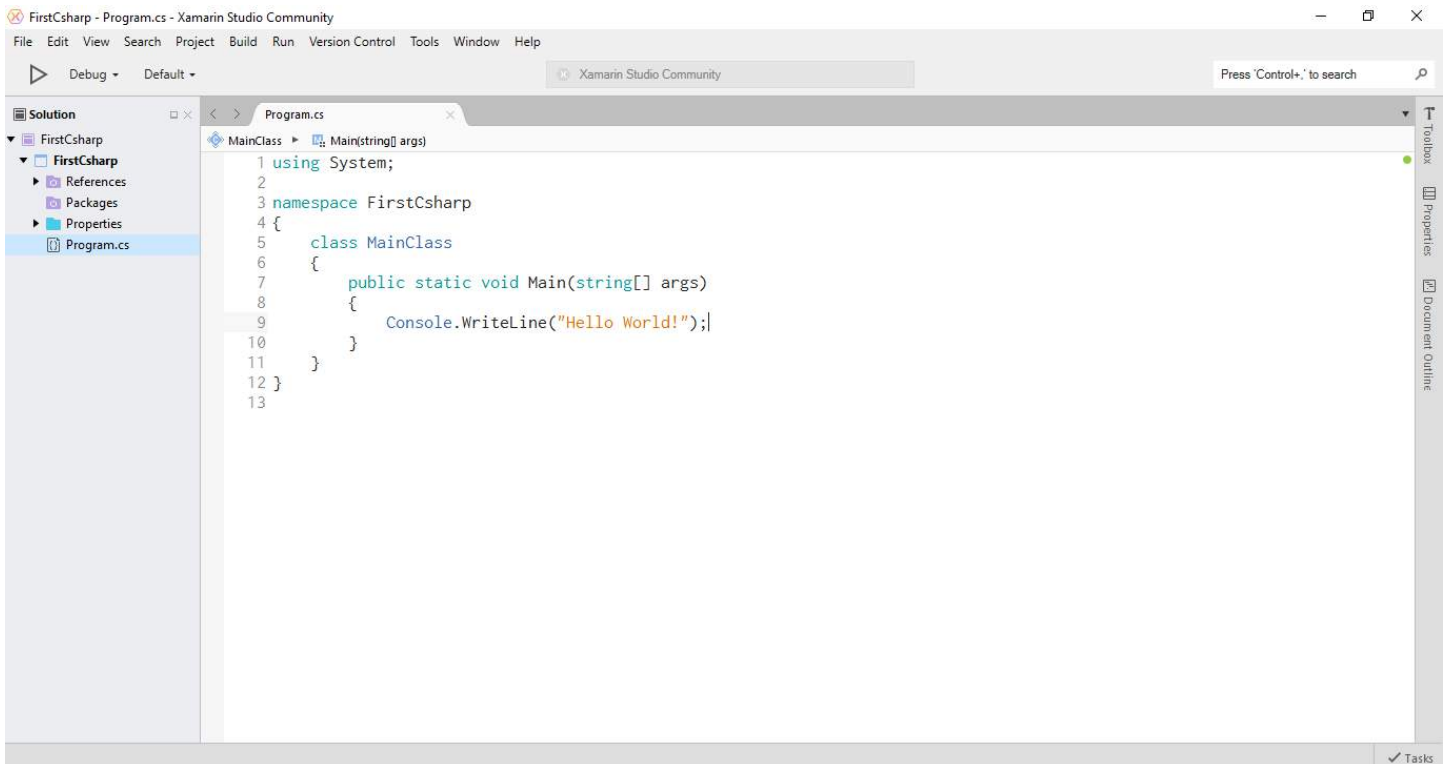 FirstCsharp - Program.cs - Xamarin Studio Community
File Edit View Search Project Build Run Version Control Tools Window Help
Debug Default
Xamarin Studio Community
Press 'Control+,' to search
Solution
FirstCsharp
FirstCsharp
References
Packages
Properties
Program.cs
Program.cs
MainClass Main(string[] args)
1 using System;
2
3 namespace FirstCsharp
4 {
5 class MainClass
6 {
7 public static void Main(string[] args)
8 {
9 Console.WriteLine("Hello World!");
10 }
11 }
12 }
13
Toolbox
Properties
Document Outline
Tasks